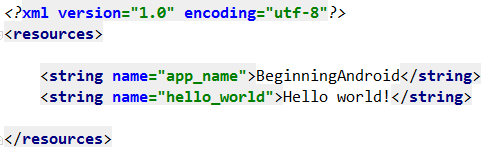 <?xml version="1.0" encoding="utf-8"?>
<resources>
<string name="app_name">BeginningAndroid</string>
<string name="hello_world">Hello world!</string>
</resources>